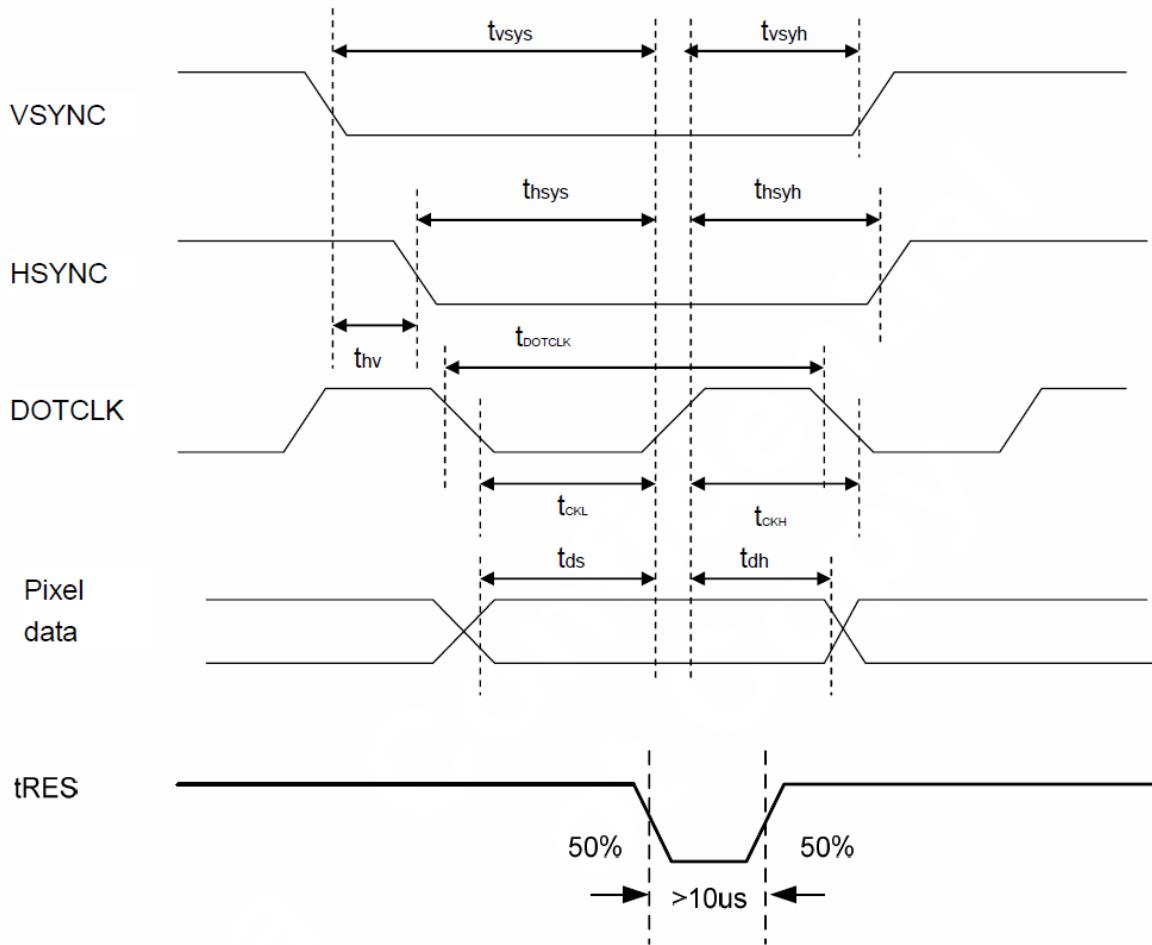 tvsys tvsyh
VSYNC
thsys thsyh
HSYNC
thv tDOTCLK
DOTCLK
tCKL tCKH
tds tdh
Pixel
data
tRES
50% 50%
>10us